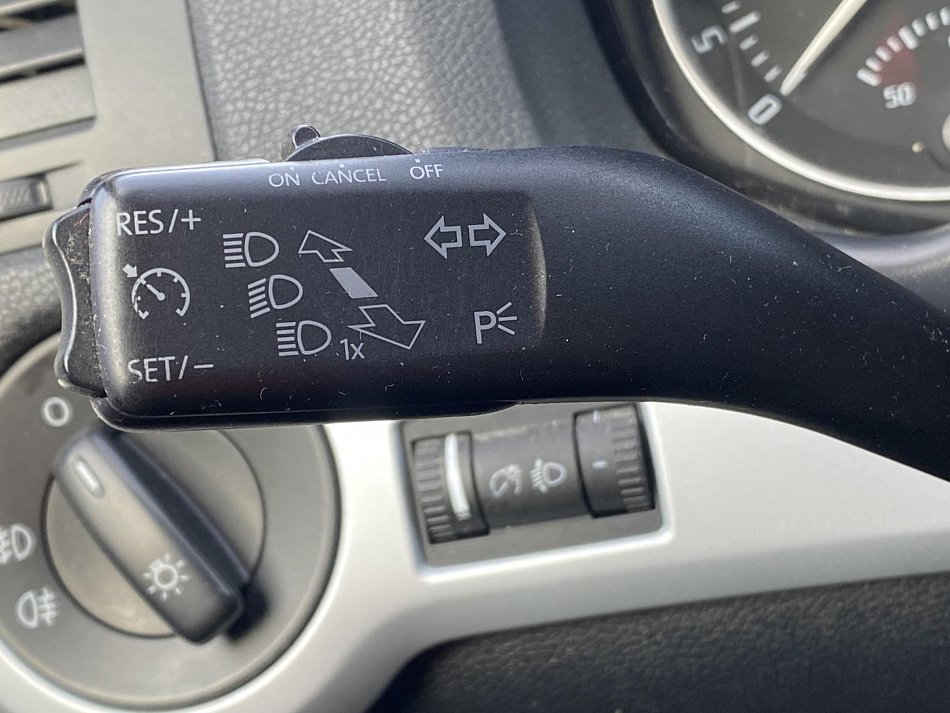 ON CANCEL OFF
RES/+
SET/-
1x
P
5
0
50
O